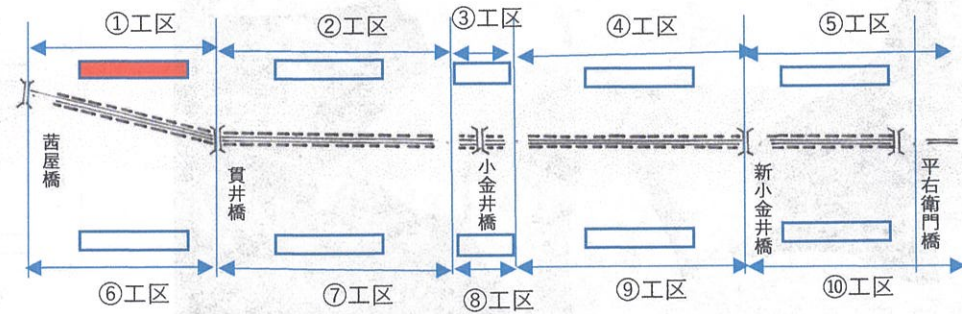 ①工区
②工区
③工区
④工区
⑤工区
茜屋橋
貫井橋
小金井橋
新小金井橋
平右衛門橋
⑥工区
⑦工区
⑧工区
⑨工区
⑩工区